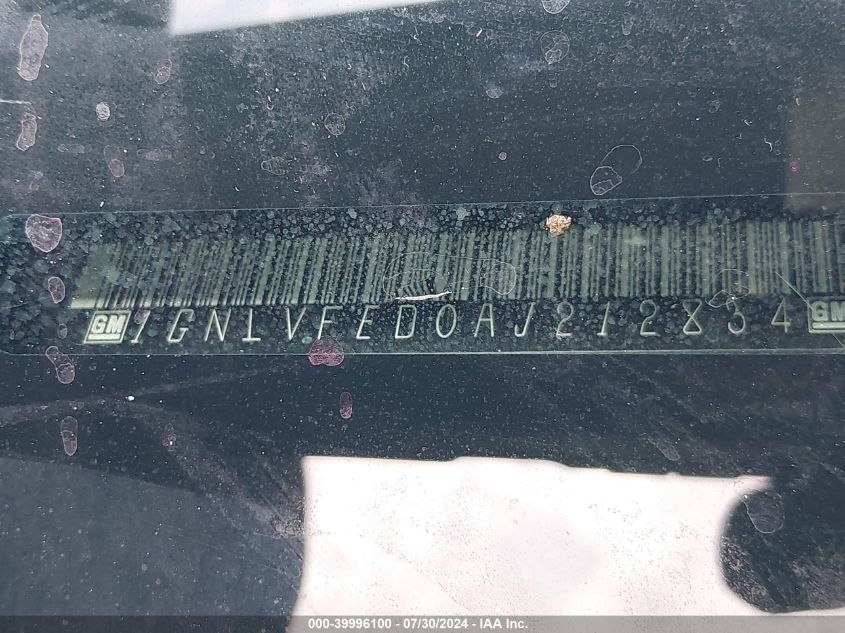 GM 1GNLVFED0AJ212834 GM
000-39996100 / 07/30/2024 - IAA Inc.